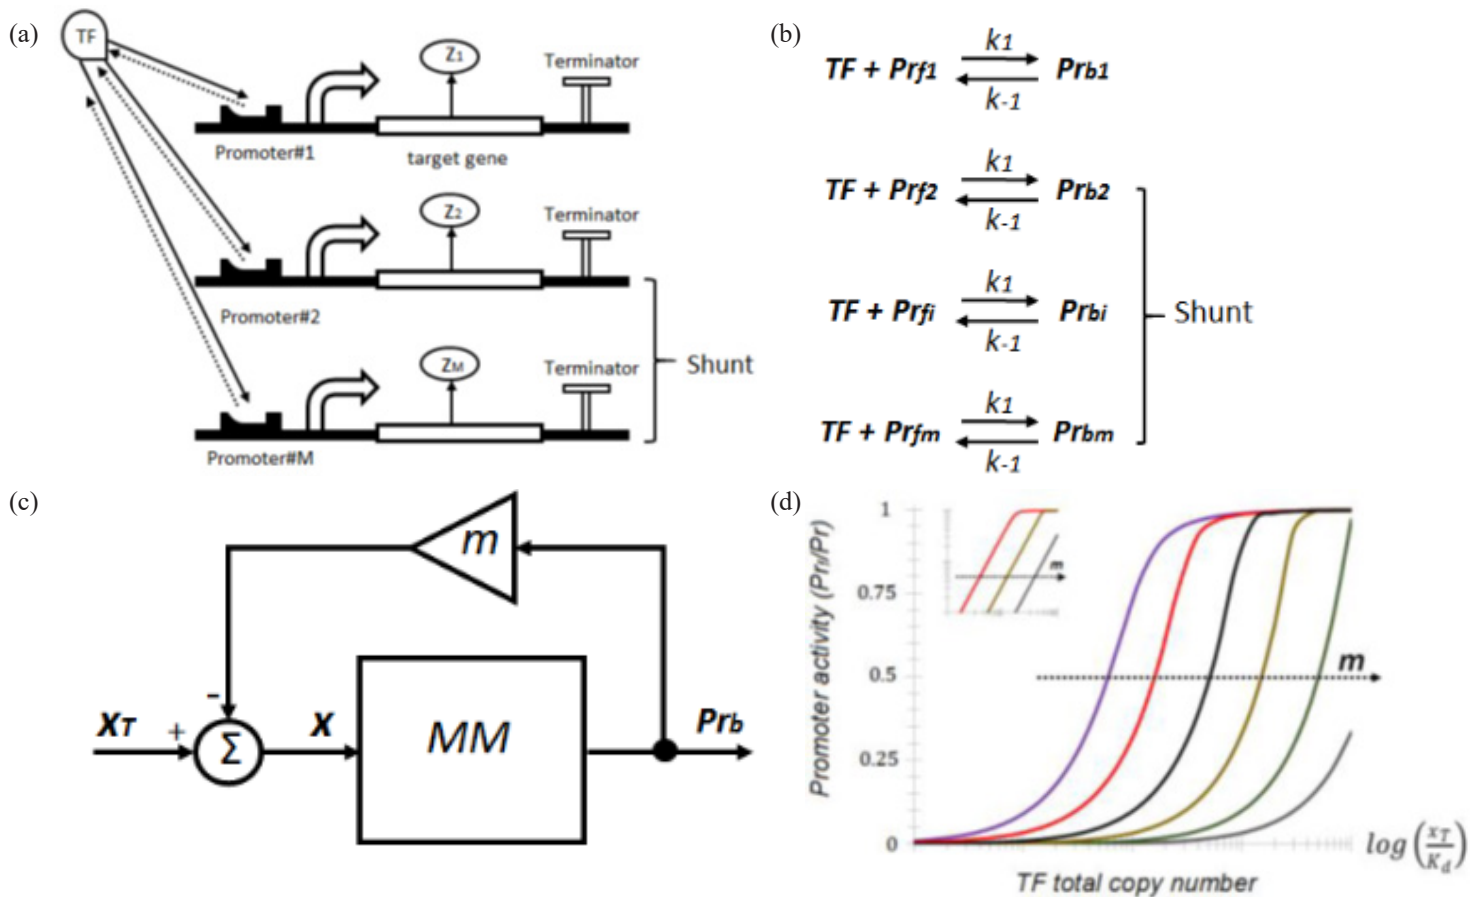 (a)
TF
Z1
Terminator
Promoter#1
target gene
Z2
Terminator
Promoter#2
Shunt
ZM
Terminator
Promoter#M
(b)
TF + Prf1 k1 Prb1
k-1
TF + Prf2 k1 Prb2
k-1
TF + Prfi k1 Prbi
k-1
Shunt
TF + Prfm k1 Prbm
k-1
(c)
m
-
XT + Σ X MM Prb
(d)
Promoter activity (Prb/Pr)
1
0.75
0.5
0.25
0
m
m
log (xT/Kd)
TF total copy number